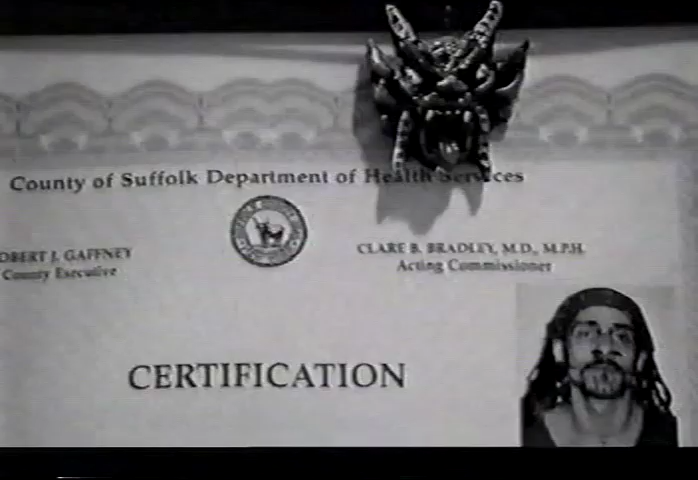 County of Suffolk Department of Health Services
OBERT J. GAFFNEY
County Executive
CLARE B. BRADLEY, M.D., M.P.H.
Acting Commissioner
CERTIFICATION